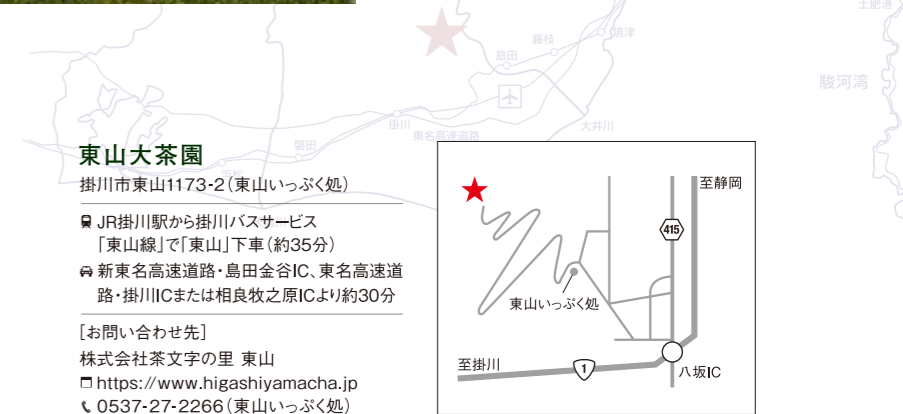 土肥港
焼津
藤枝
島田
駿河湾
掛川
大井川
東名高速道路
磐田
浜松
東山大茶園
掛川市東山1173-2（東山いっぷく処）
JR掛川駅から掛川バスサービス
「東山線」で「東山」下車（約35分）
新東名高速道路・島田金谷IC、東名高速道
路・掛川ICまたは相良牧之原ICより約30分
[お問い合わせ先]
株式会社茶文字の里 東山
https://www.higashiyamacha.jp
0537-27-2266（東山いっぷく処）
至静岡
415
東山いっぷく処
至掛川
1
八坂IC